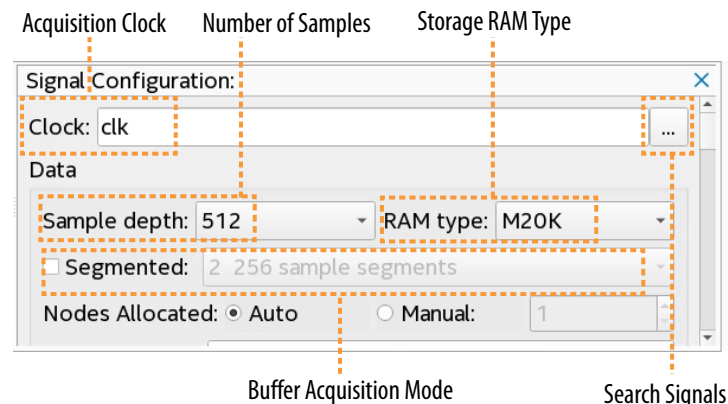 Acquisition Clock Number of Samples Storage RAM Type
Signal Configuration:
Clock: clk ...
Data
Sample depth: 512 RAM type: M20K
Segmented: 2 256 sample segments
Nodes Allocated: Auto Manual: 1
Buffer Acquisition Mode Search Signals